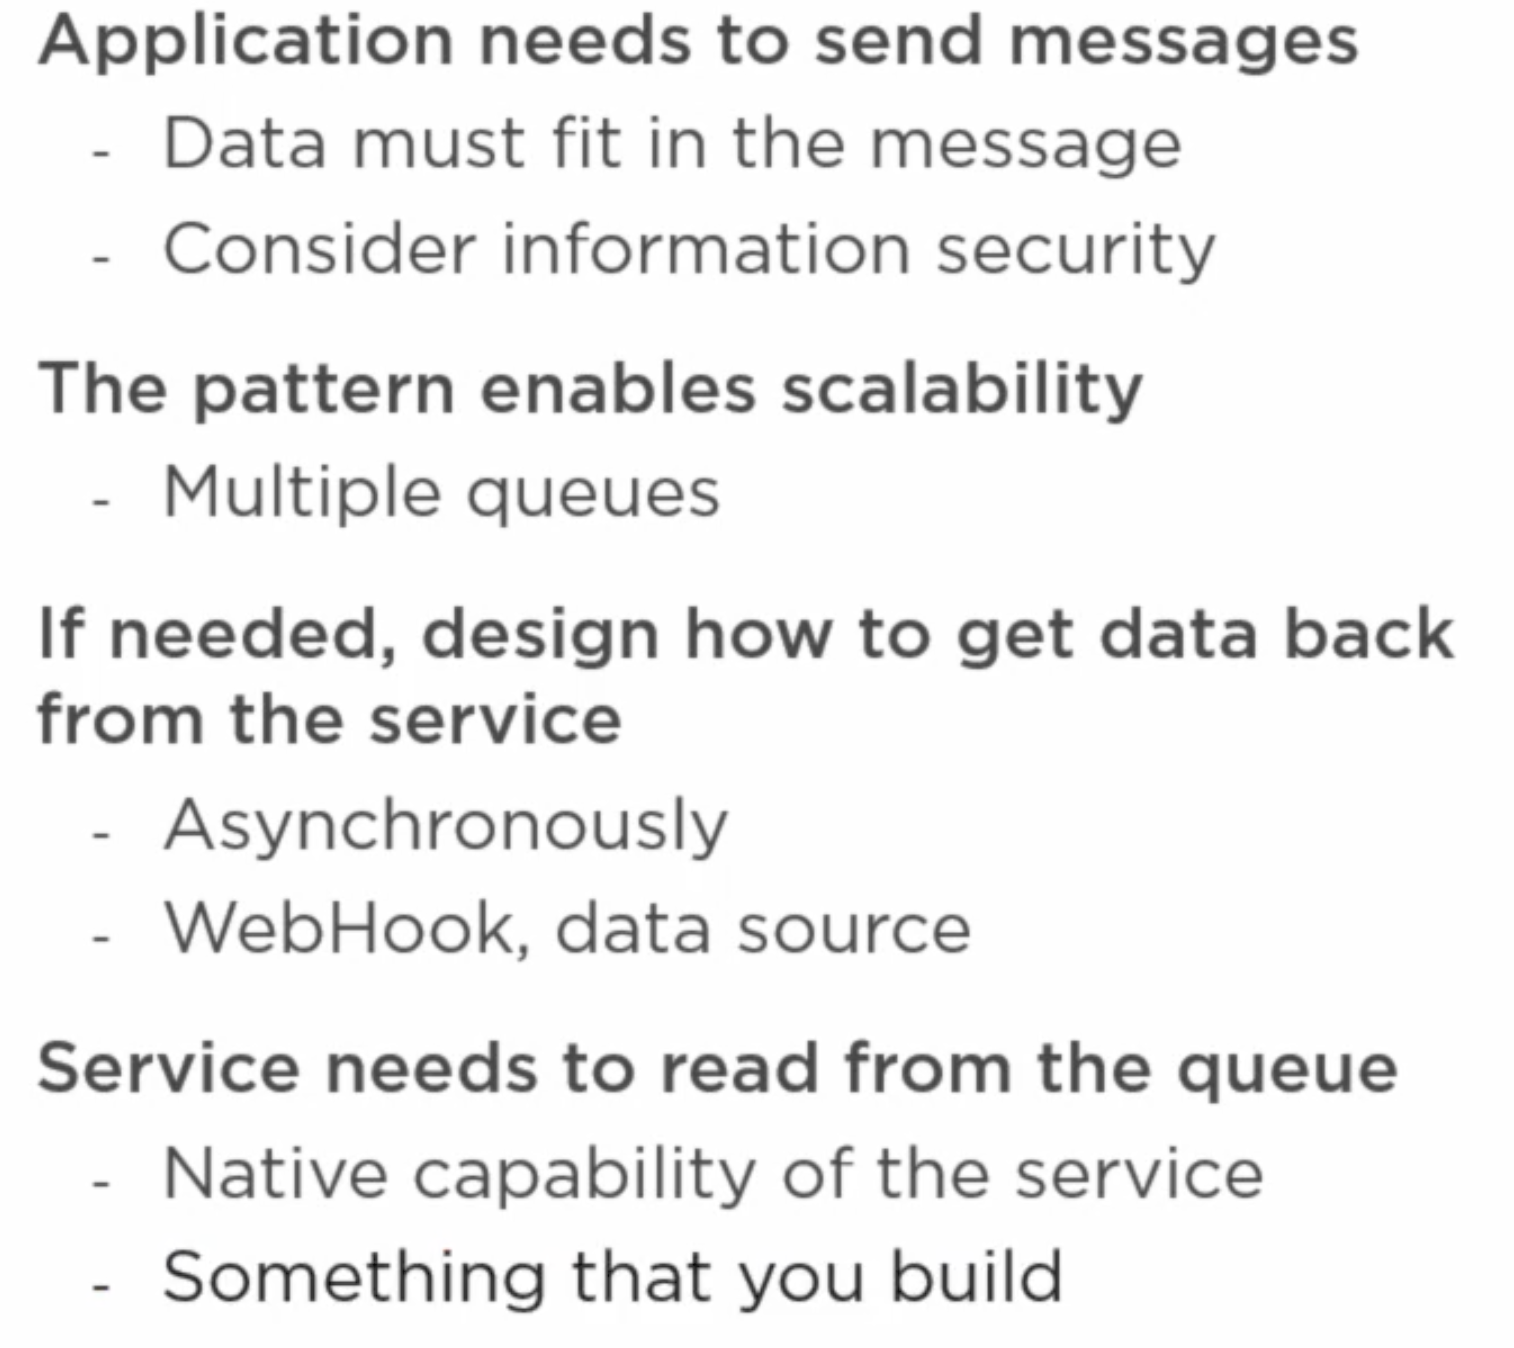 Application needs to send messages
- Data must fit in the message
- Consider information security
The pattern enables scalability
- Multiple queues
If needed, design how to get data back
from the service
- Asynchronously
- WebHook, data source
Service needs to read from the queue
- Native capability of the service
- Something that you build